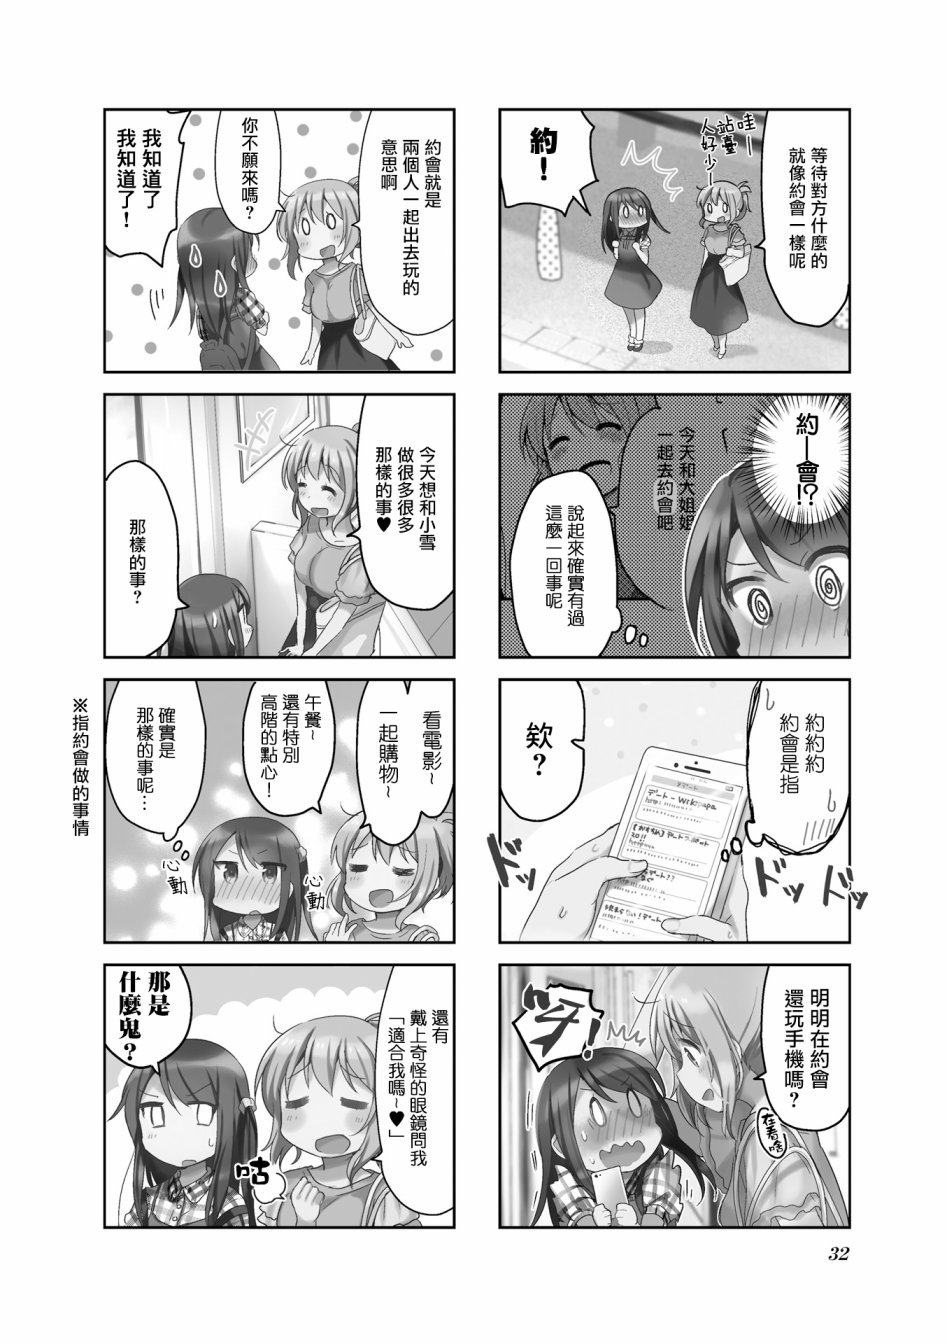 等待對方什麼的
就像約會一樣呢
哇—
站臺
人好少—
約！
約—會!?
今天和大姐姐
一起去約會吧
說起來確實有過
這麼一回事呢
約約約
約會是指
欸？
デート
デート - Wikipapa
ドッ
ドッ
ドッ
明明在約會
還玩手機嗎？
在看啥
呀！
約會就是
兩個人一起出去玩的
意思啊
你不願來嗎？
我知道了
我知道了！
今天想和小雪
做很多很多
那樣的事♥
那樣的事？
看電影~
一起購物~
午餐~
還有特別
高階的點心！
確實是
那樣的事呢…
心動
心動
※指約會做的事情
還有
戴上奇怪的眼鏡問我
「適合我嗎~♥」
咕
那是
什麼鬼？
32